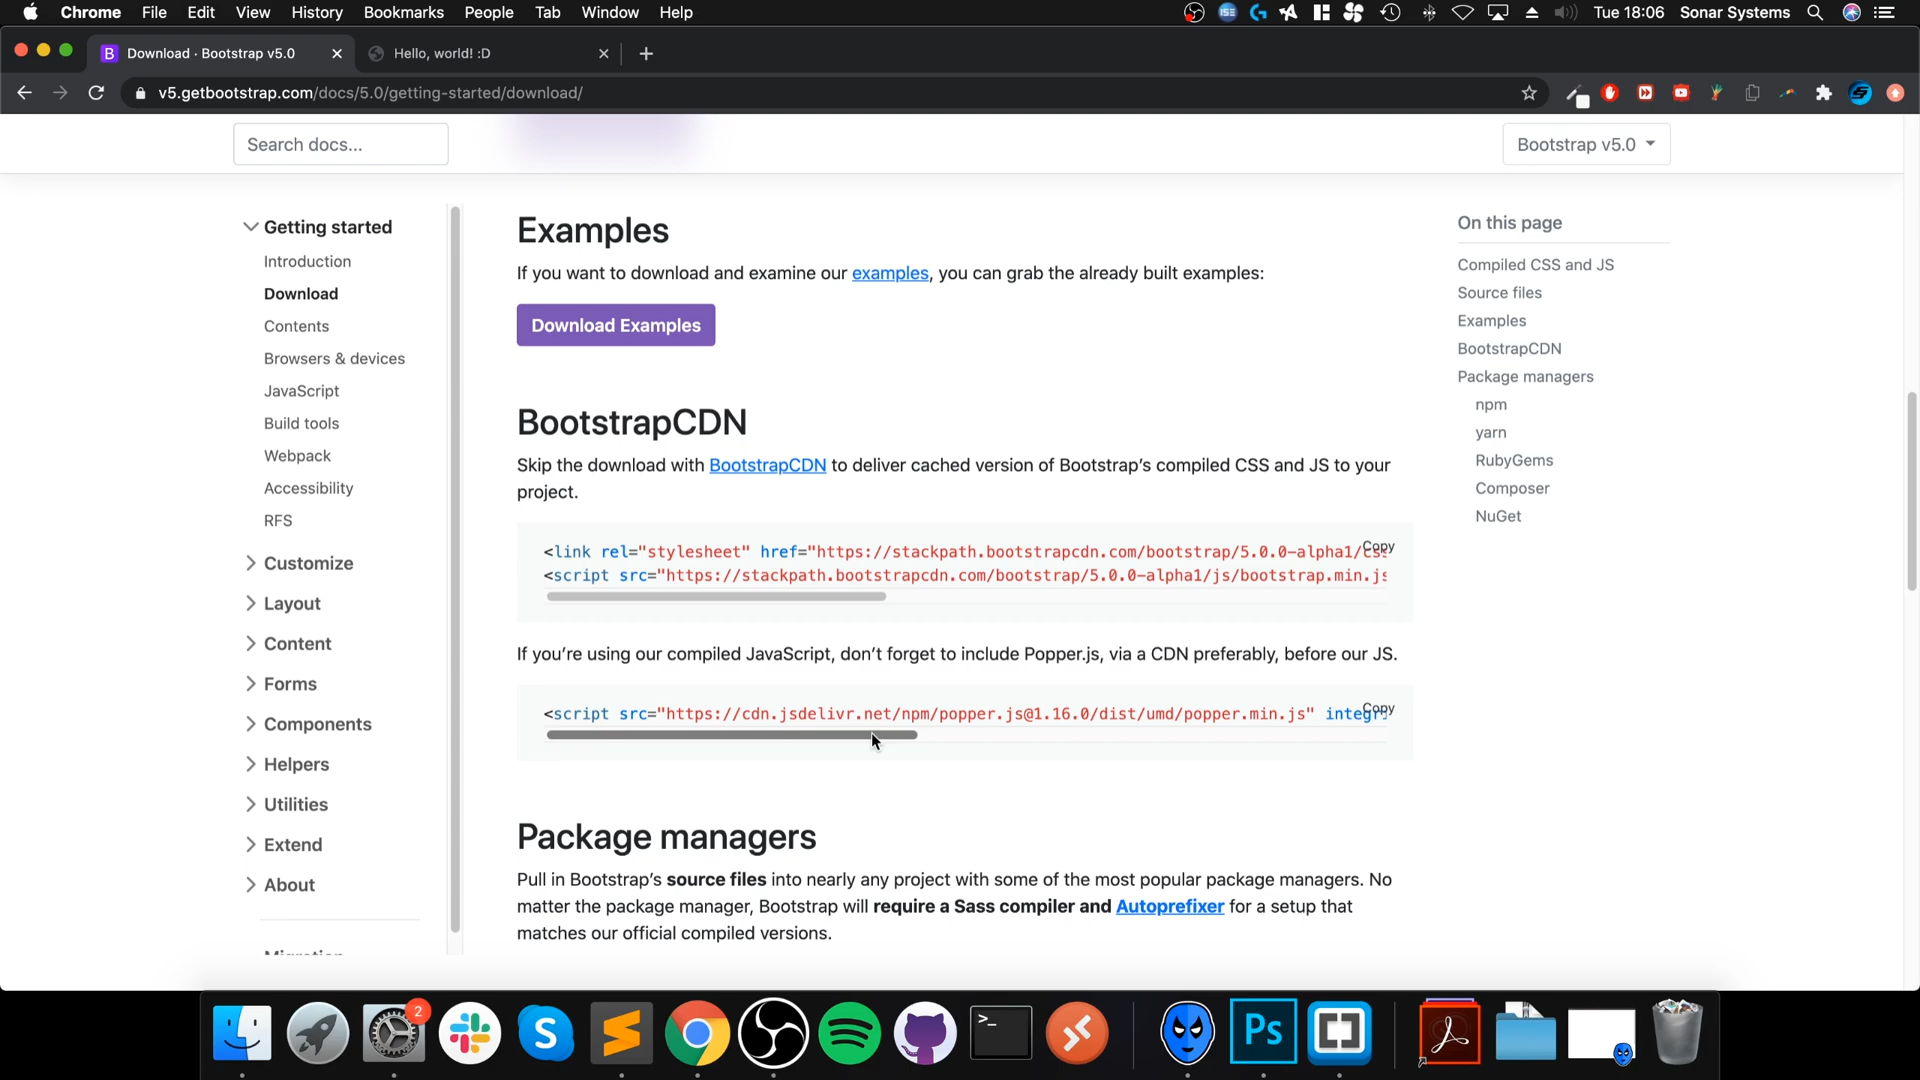 Chrome File Edit View History Bookmarks People Tab Window Help
ISE
Tue 18:06 Sonar Systems
B Download · Bootstrap v5.0
Hello, world! :D
v5.getbootstrap.com/docs/5.0/getting-started/download/
Search docs...
Bootstrap v5.0
Getting started
Introduction
Download
Contents
Browsers & devices
JavaScript
Build tools
Webpack
Accessibility
RFS
Customize
Layout
Content
Forms
Components
Helpers
Utilities
Extend
About
Migration
Examples
If you want to download and examine our examples, you can grab the already built examples:
Download Examples
BootstrapCDN
Skip the download with BootstrapCDN to deliver cached version of Bootstrap's compiled CSS and JS to your
project.
Copy
<link rel="stylesheet" href="https://stackpath.bootstrapcdn.com/bootstrap/5.0.0-alpha1/css
<script src="https://stackpath.bootstrapcdn.com/bootstrap/5.0.0-alpha1/js/bootstrap.min.js
If you're using our compiled JavaScript, don't forget to include Popper.js, via a CDN preferably, before our JS.
Copy
<script src="https://cdn.jsdelivr.net/npm/popper.js@1.16.0/dist/umd/popper.min.js" integr
Package managers
Pull in Bootstrap's source files into nearly any project with some of the most popular package managers. No
matter the package manager, Bootstrap will require a Sass compiler and Autoprefixer for a setup that
matches our official compiled versions.
On this page
Compiled CSS and JS
Source files
Examples
BootstrapCDN
Package managers
npm
yarn
RubyGems
Composer
NuGet
2
S
>_
Ps